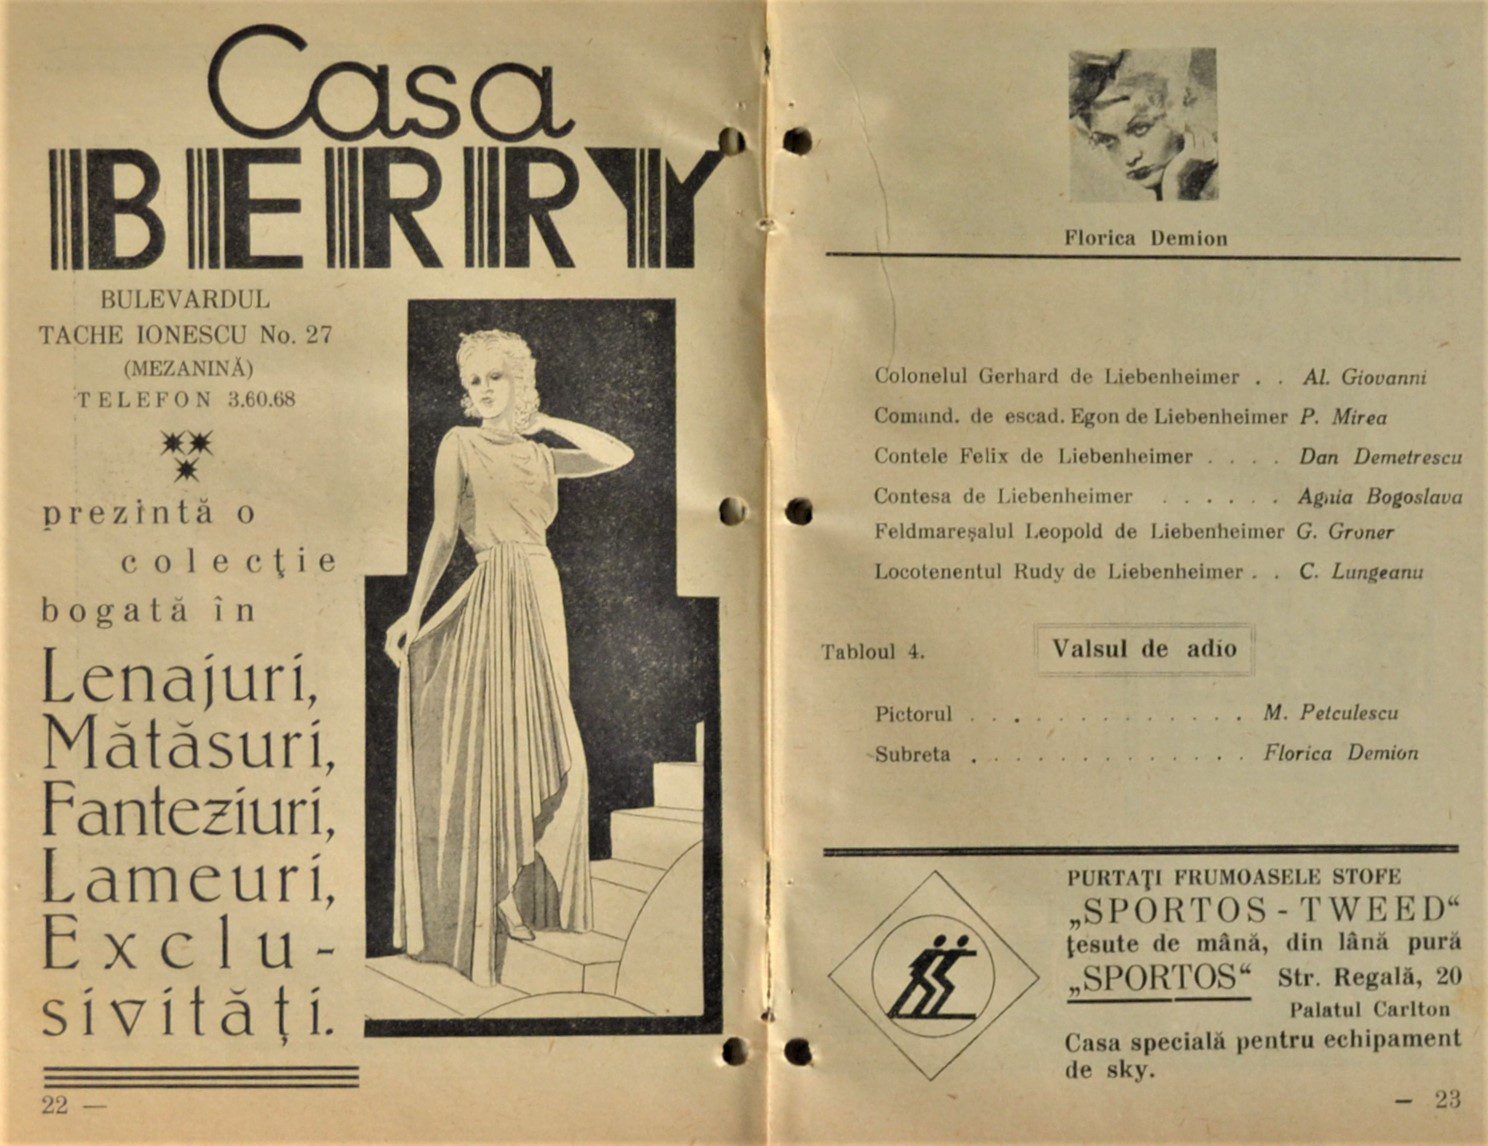 Casa
BERRY
BULEVARDUL
TACHE IONESCU No. 27
(MEZANINĂ)
TELEFON 3.60.68
prezintă o
colecţie
bogată în
Lenajuri,
Mătăsuri,
Fanteziuri,
Lameuri,
Exclu-
sivităţi.
22 —
Florica Demion
Colonelul Gerhard de Liebenheimer . . Al. Giovanni
Comand. de escad. Egon de Liebenheimer P. Mirea
Contele Felix de Liebenheimer . . . . Dan Demetrescu
Contesa de Liebenheimer . . . . . . Agnia Bogoslava
Feldmareşalul Leopold de Liebenheimer G. Groner
Locotenentul Rudy de Liebenheimer . . C. Lungeanu
Tabloul 4. Valsul de adio
Pictorul . . . . . . . . . . . . . M. Petculescu
Subreta . . . . . . . . . . . . . Florica Demion
PURTAŢI FRUMOASELE STOFE
„SPORTOS - TWEED“
ţesute de mână, din lână pură
„SPORTOS“ Str. Regală, 20
Palatul Carlton
Casa specială pentru echipament
de sky.
— 23